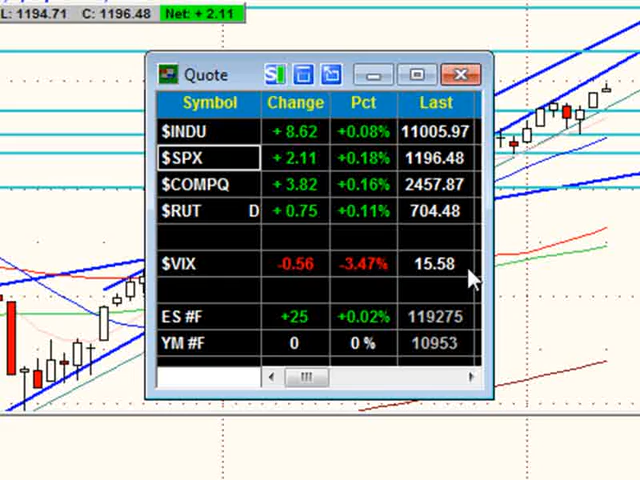 L: 1194.71 C: 1196.48 Net: + 2.11
Quote
Symbol Change Pct Last
$INDU + 8.62 +0.08% 11005.97
$SPX + 2.11 +0.18% 1196.48
$COMPQ + 3.82 +0.16% 2457.87
$RUT D + 0.75 +0.11% 704.48
$VIX -0.56 -3.47% 15.58
ES #F +25 +0.02% 119275
YM #F 0 0 % 10953